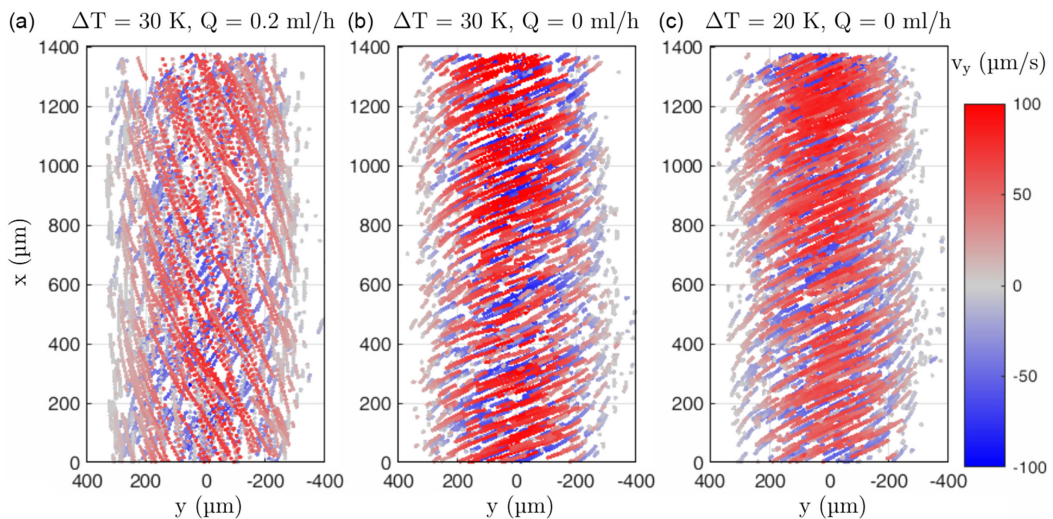 (a) ΔT = 30 K, Q = 0.2 ml/h (b) ΔT = 30 K, Q = 0 ml/h (c) ΔT = 20 K, Q = 0 ml/h
1400 1400 1400
v_y (µm/s)
1200 1200 1200
100
1000 1000 1000
50
x (µm)
800 800 800
600 600 600
0
400 400 400
-50
200 200 200
0 0 0
-100
400 200 0 -200 -400 400 200 0 -200 -400 400 200 0 -200 -400
y (µm) y (µm) y (µm)